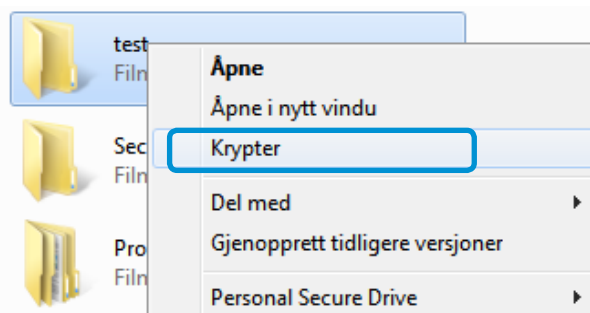 test
Film
Sec
Film
Pro
Film
Åpne
Åpne i nytt vindu
Krypter
Del med
Gjenopprett tidligere versjoner
Personal Secure Drive